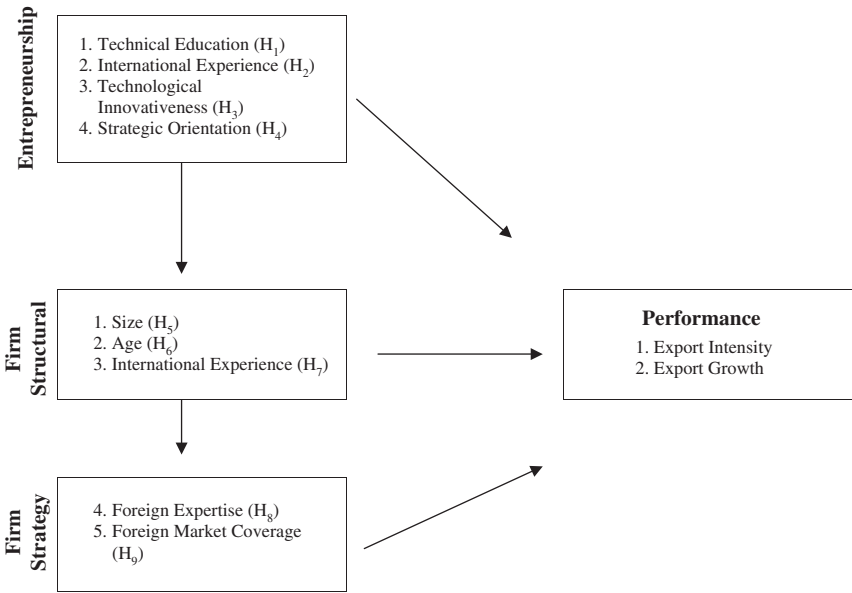 Entrepreneurship
1. Technical Education (H₁)
2. International Experience (H₂)
3. Technological
Innovativeness (H₃)
4. Strategic Orientation (H₄)
Firm
Structural
1. Size (H₅)
2. Age (H₆)
3. International Experience (H₇)
Performance
1. Export Intensity
2. Export Growth
Firm
Strategy
4. Foreign Expertise (H₈)
5. Foreign Market Coverage
(H₉)